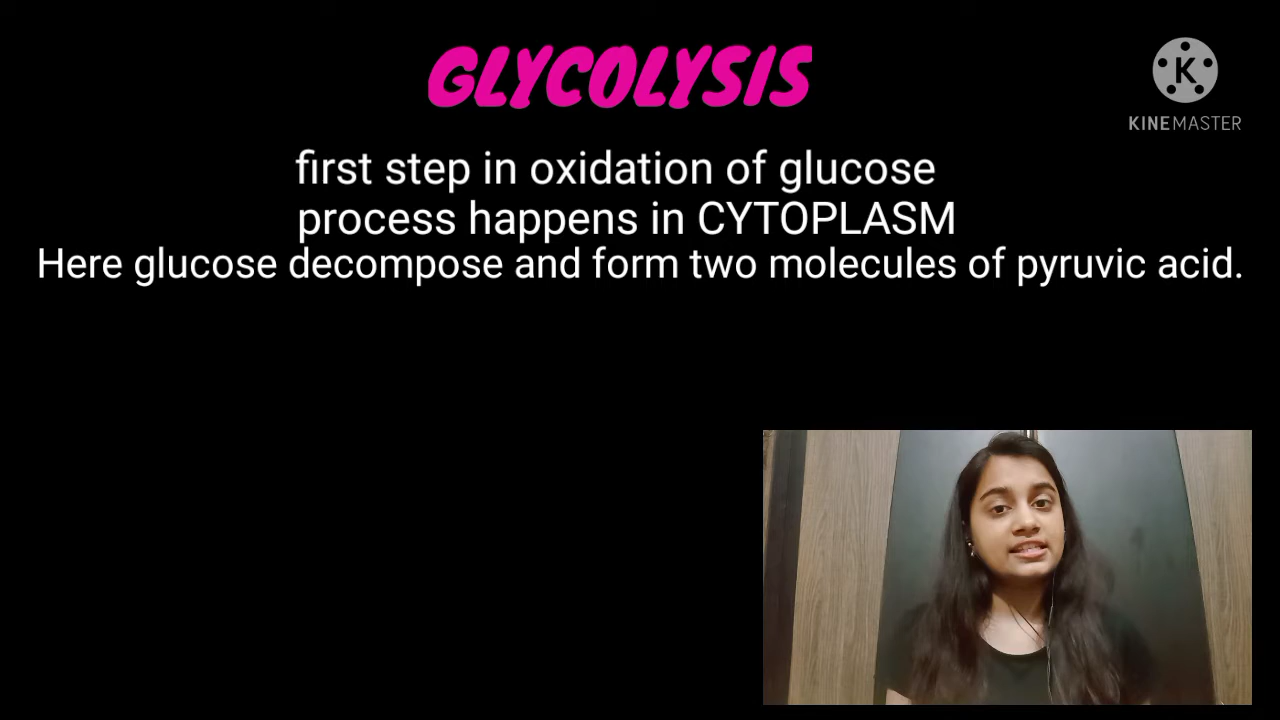 GLYCOLYSIS
K
KINEMASTER
first step in oxidation of glucose
process happens in CYTOPLASM
Here glucose decompose and form two molecules of pyruvic acid.